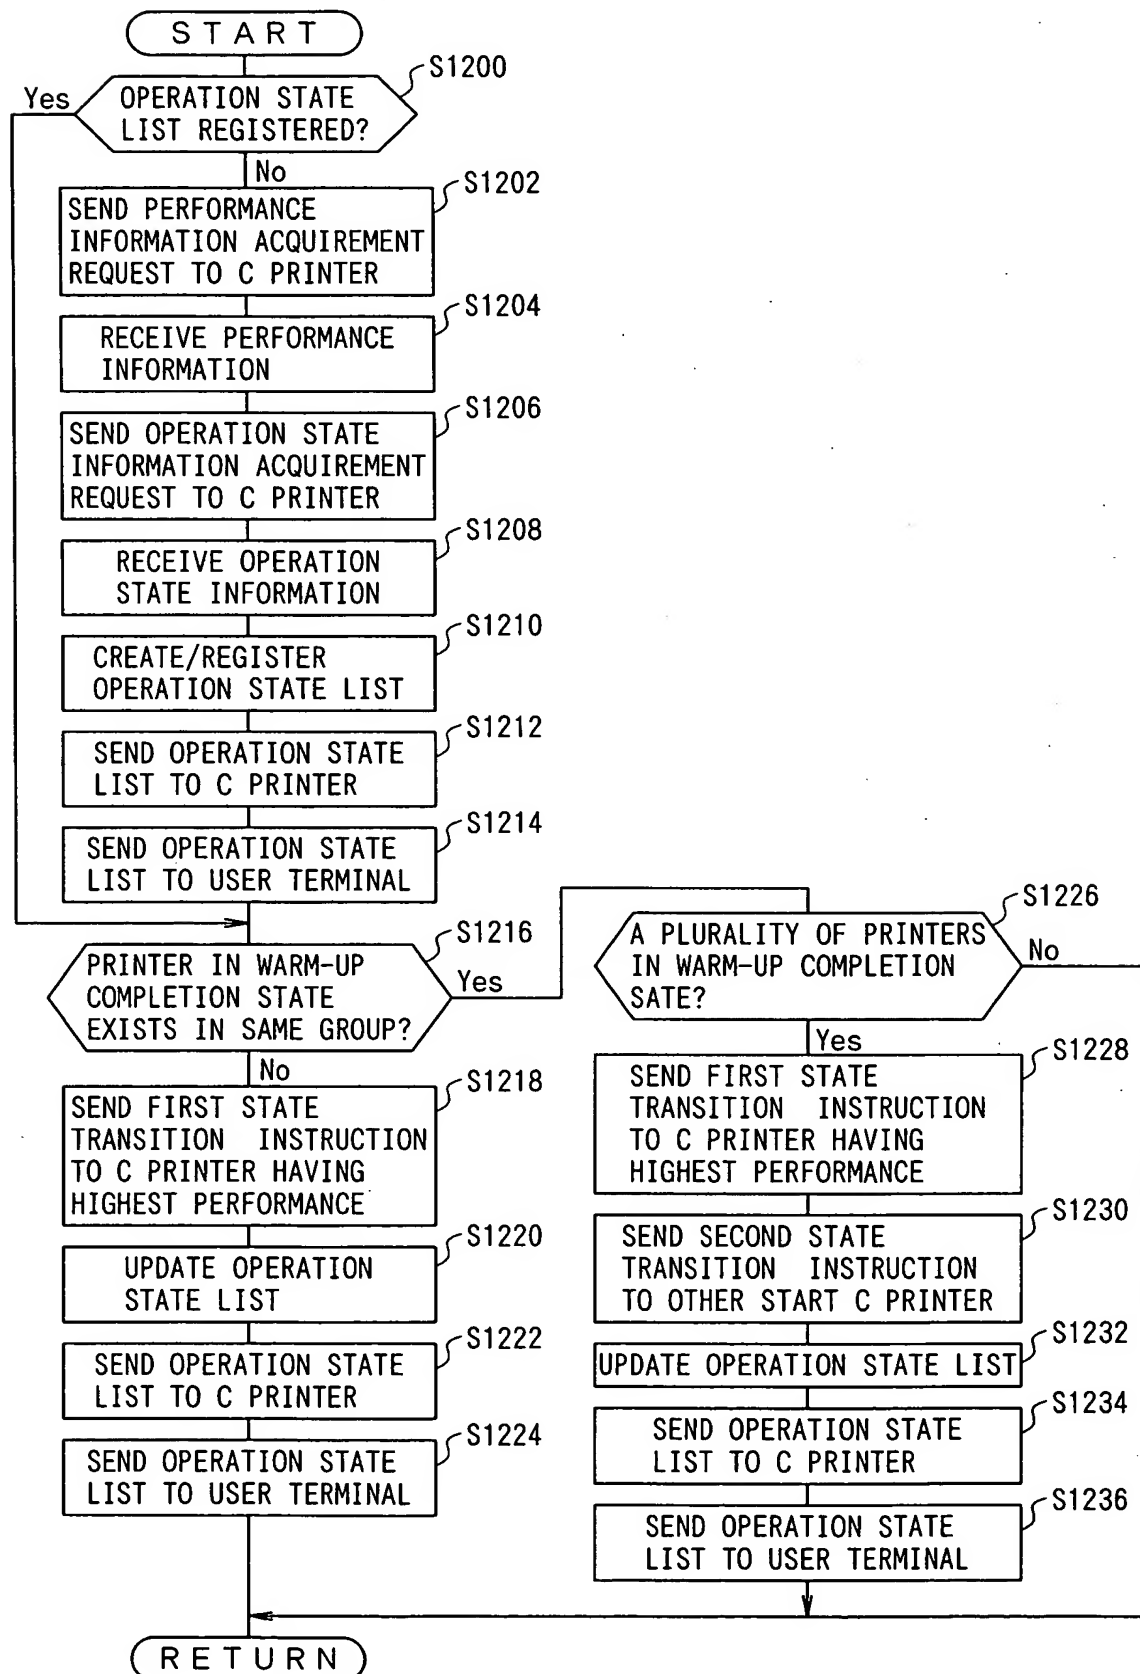 START
S1200
Yes
OPERATION STATE
LIST REGISTERED?
No
S1202
SEND PERFORMANCE
INFORMATION ACQUIREMENT
REQUEST TO C PRINTER
S1204
RECEIVE PERFORMANCE
INFORMATION
S1206
SEND OPERATION STATE
INFORMATION ACQUIREMENT
REQUEST TO C PRINTER
S1208
RECEIVE OPERATION
STATE INFORMATION
S1210
CREATE/REGISTER
OPERATION STATE LIST
S1212
SEND OPERATION STATE
LIST TO C PRINTER
S1214
SEND OPERATION STATE
LIST TO USER TERMINAL
S1216
PRINTER IN WARM-UP
COMPLETION STATE
EXISTS IN SAME GROUP?
Yes
No
S1218
SEND FIRST STATE
TRANSITION INSTRUCTION
TO C PRINTER HAVING
HIGHEST PERFORMANCE
S1220
UPDATE OPERATION
STATE LIST
S1222
SEND OPERATION STATE
LIST TO C PRINTER
S1224
SEND OPERATION STATE
LIST TO USER TERMINAL
S1226
A PLURALITY OF PRINTERS
IN WARM-UP COMPLETION
SATE?
No
Yes
S1228
SEND FIRST STATE
TRANSITION INSTRUCTION
TO C PRINTER HAVING
HIGHEST PERFORMANCE
S1230
SEND SECOND STATE
TRANSITION INSTRUCTION
TO OTHER START C PRINTER
S1232
UPDATE OPERATION STATE LIST
S1234
SEND OPERATION STATE
LIST TO C PRINTER
S1236
SEND OPERATION STATE
LIST TO USER TERMINAL
RETURN